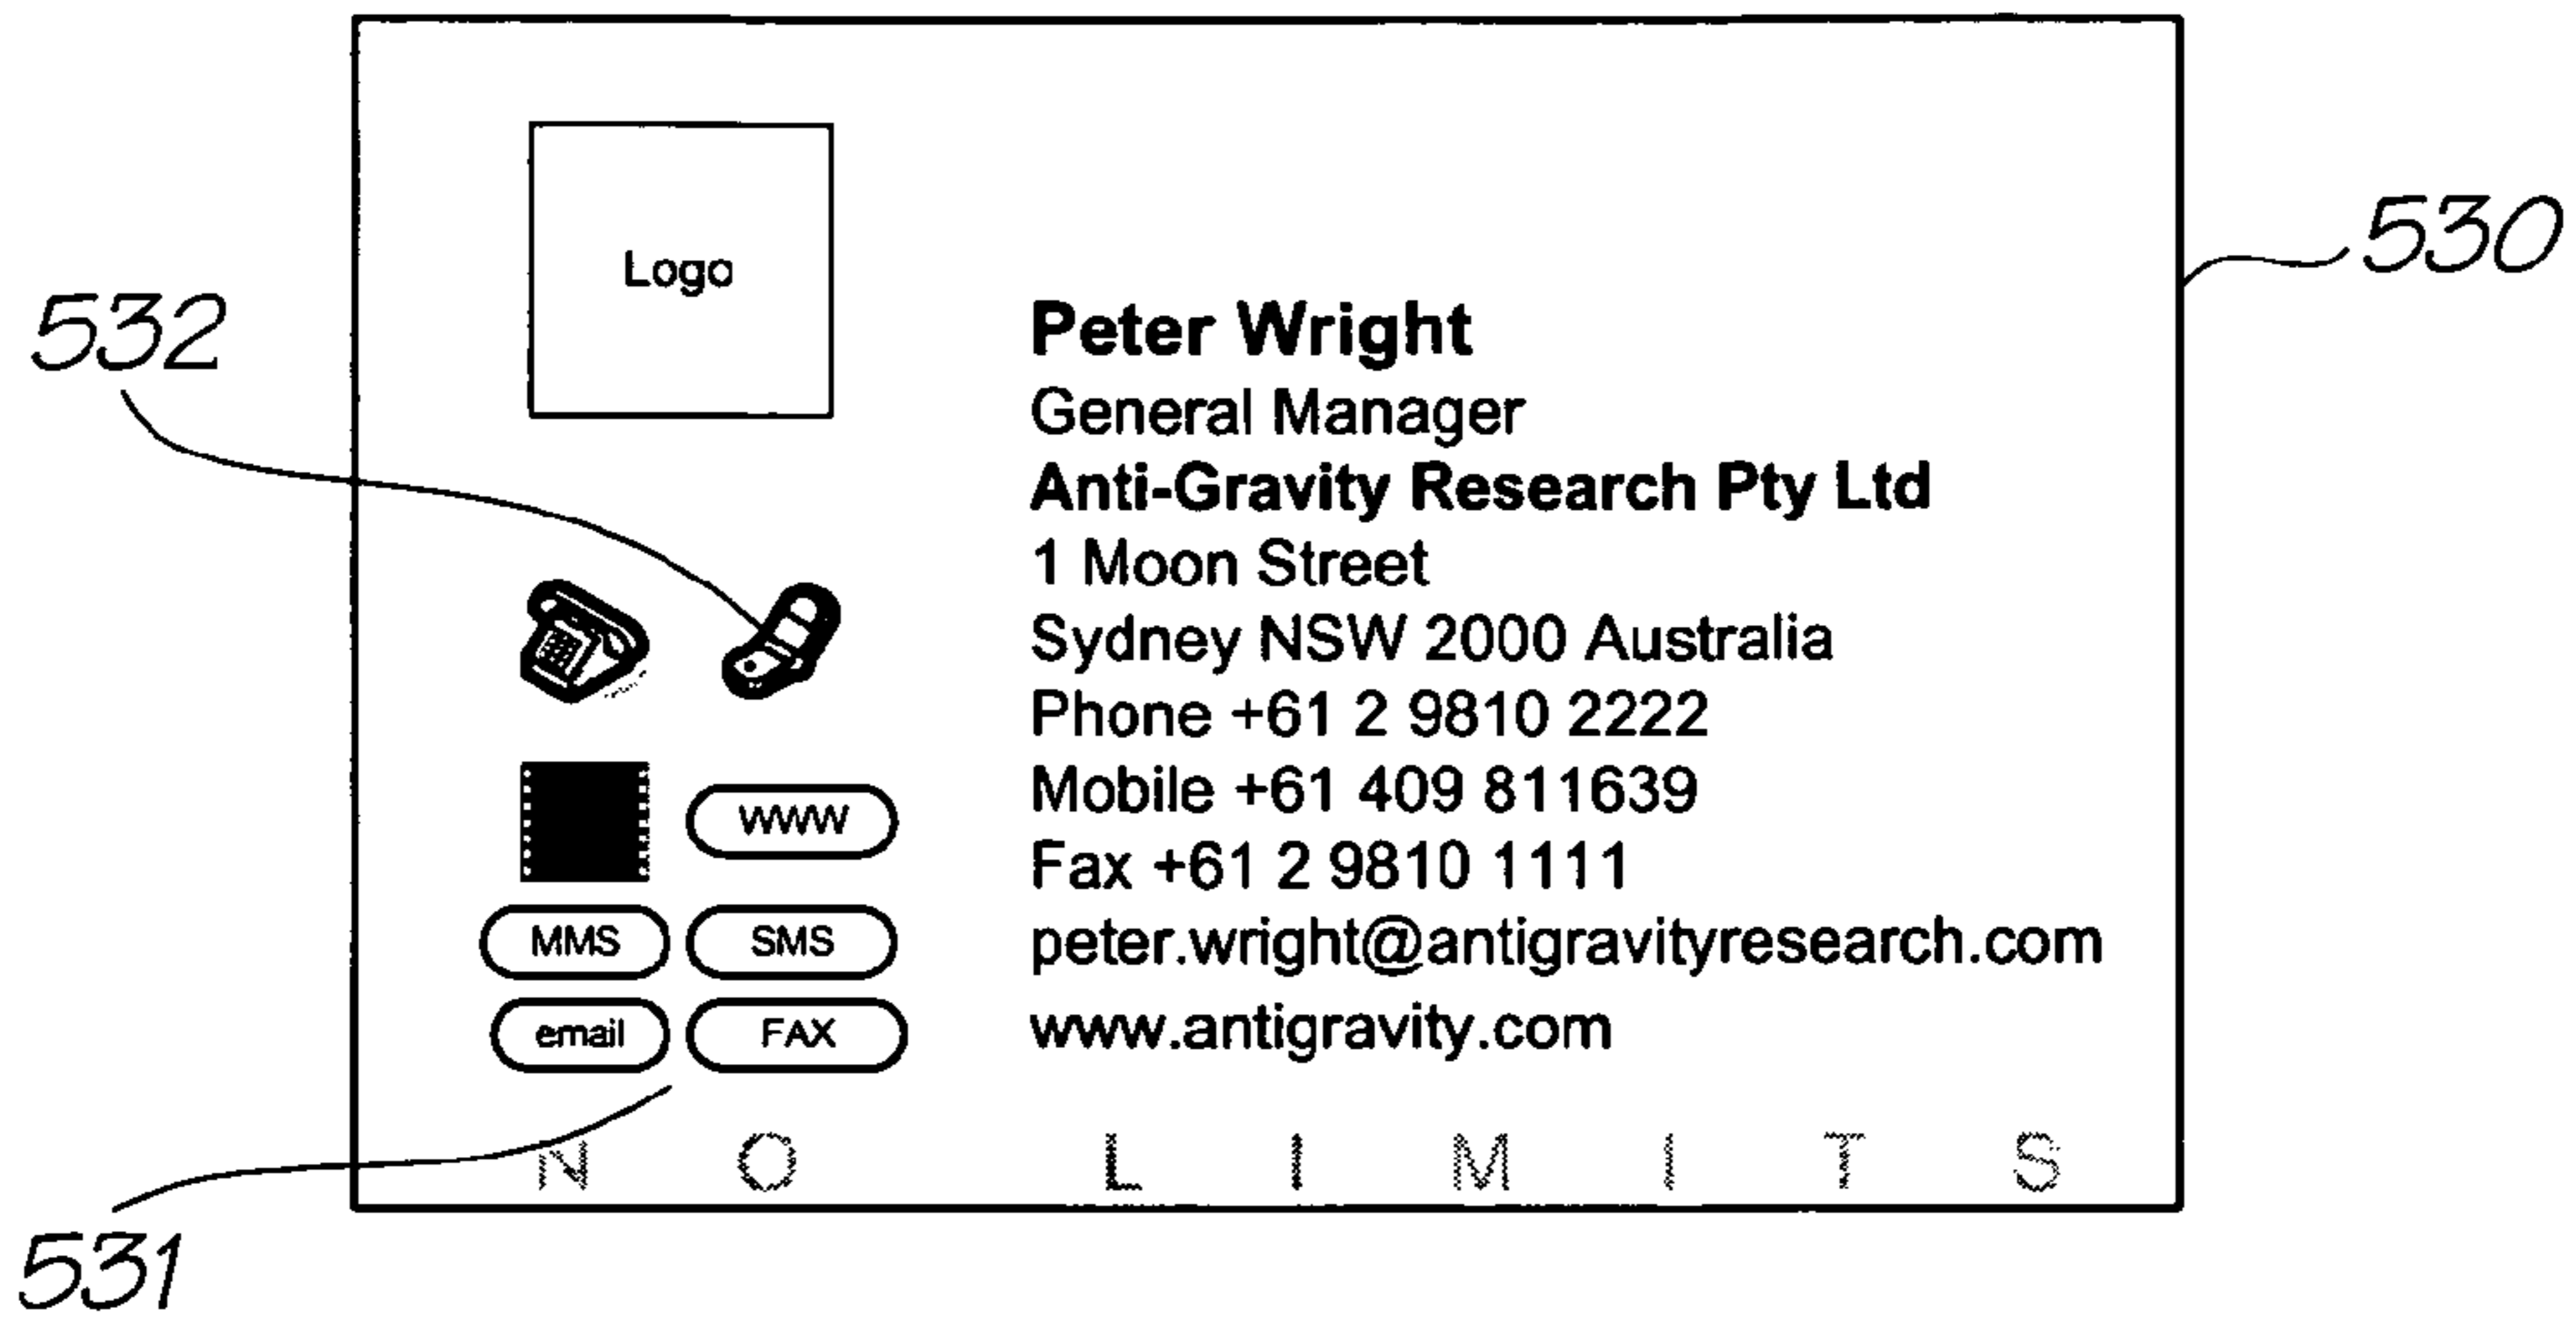 530
Logo
532
Peter Wright
General Manager
Anti-Gravity Research Pty Ltd
1 Moon Street
Sydney NSW 2000 Australia
Phone +61 2 9810 2222
Mobile +61 409 811639
Fax +61 2 9810 1111
peter.wright@antigravityresearch.com
www.antigravity.com
WWW
MMS SMS
email FAX
NO LIMITS
531